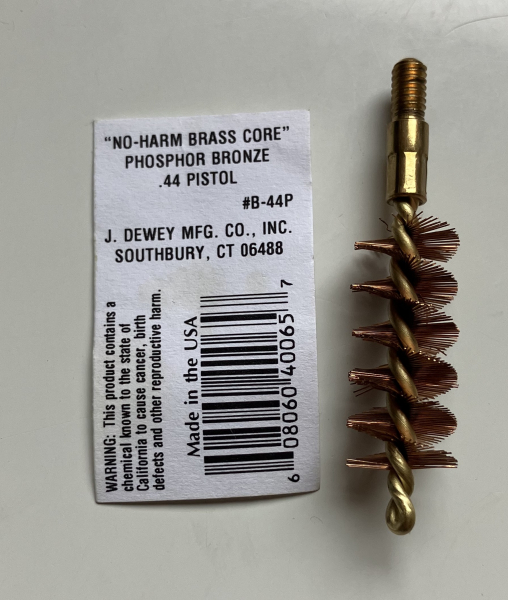 "NO-HARM BRASS CORE"
PHOSPHOR BRONZE
.44 PISTOL
#B-44P
J. DEWEY MFG. CO., INC.
SOUTHBURY, CT 06488
WARNING: This product contains a
chemical known to the state of
California to cause cancer, birth
defects and other reproductive harm.
Made in the USA
6 08060 40065 7